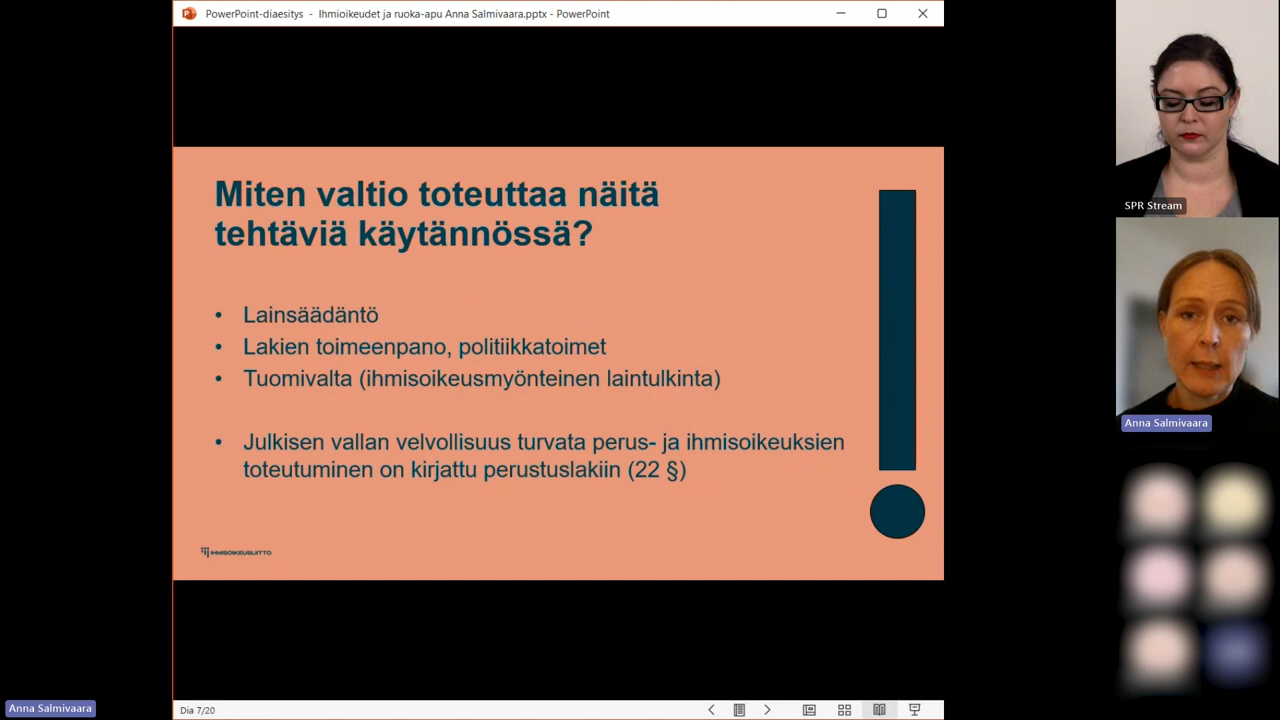 PowerPoint-diaesitys - Ihmioikeudet ja ruoka-apu Anna Salmivaara.pptx - PowerPoint
Miten valtio toteuttaa näitä
tehtäviä käytännössä?
• Lainsäädäntö
• Lakien toimeenpano, politiikkatoimet
• Tuomivalta (ihmisoikeusmyönteinen laintulkinta)
• Julkisen vallan velvollisuus turvata perus- ja ihmisoikeuksien
toteutuminen on kirjattu perustuslakiin (22 §)
IHMISOIKEUSLIITTO
Dia 7/20
SPR Stream
Anna Salmivaara
Anna Salmivaara